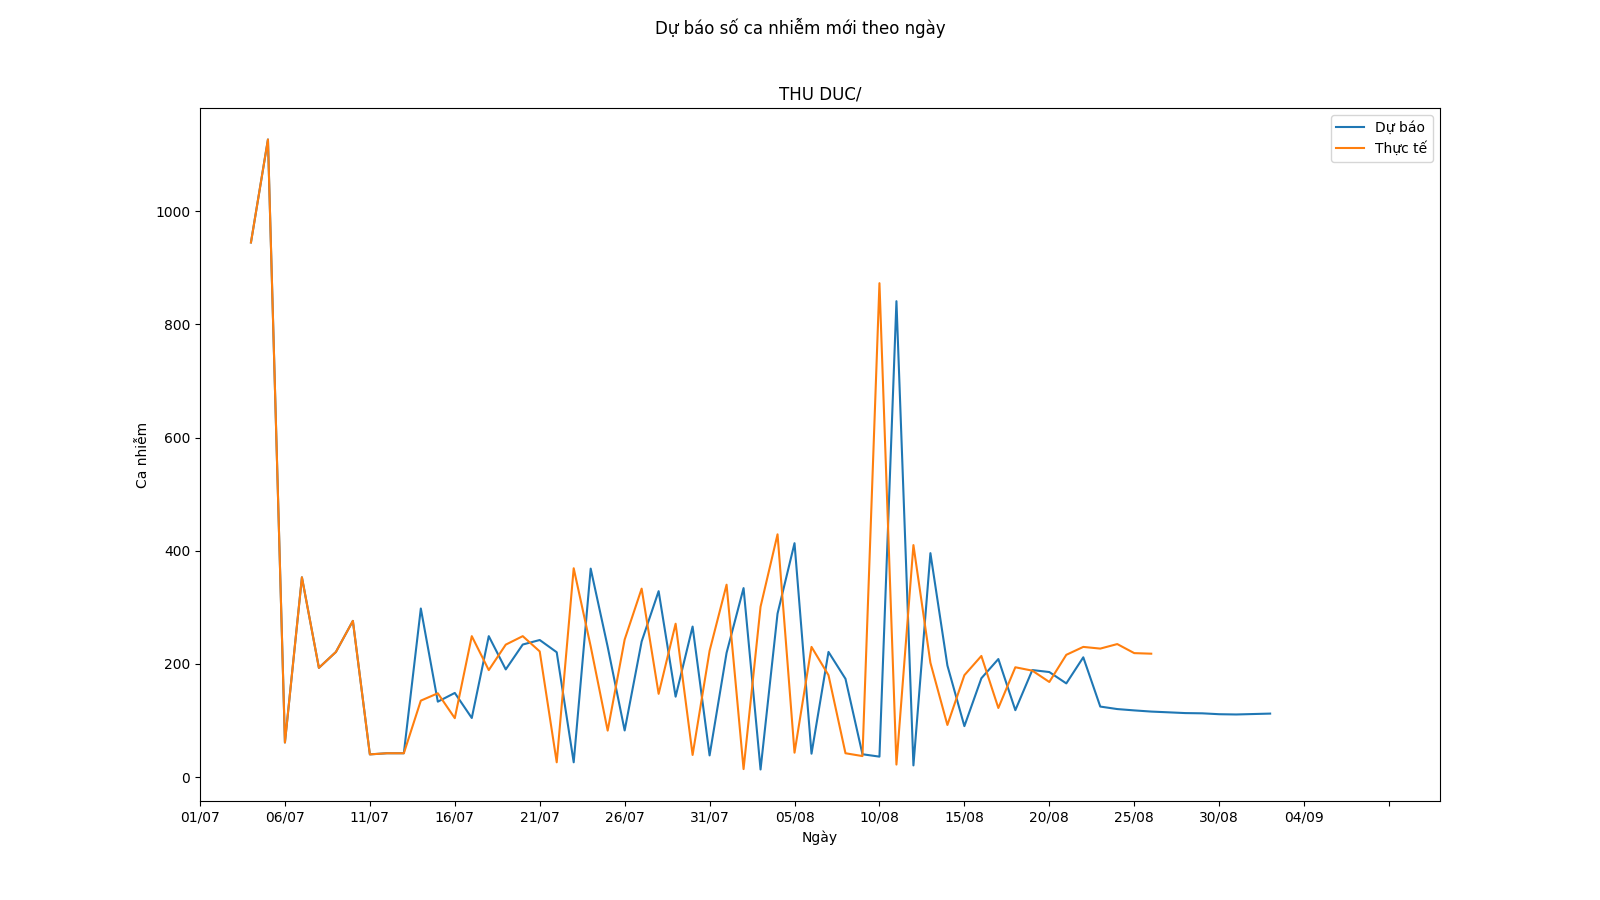 Dự báo số ca nhiễm mới theo ngày
THU DUC/
Dự báo
Thực tế
1000
800
600
400
200
0
Ca nhiễm
01/07 06/07 11/07 16/07 21/07 26/07 31/07 05/08 10/08 15/08 20/08 25/08 30/08 04/09
Ngày